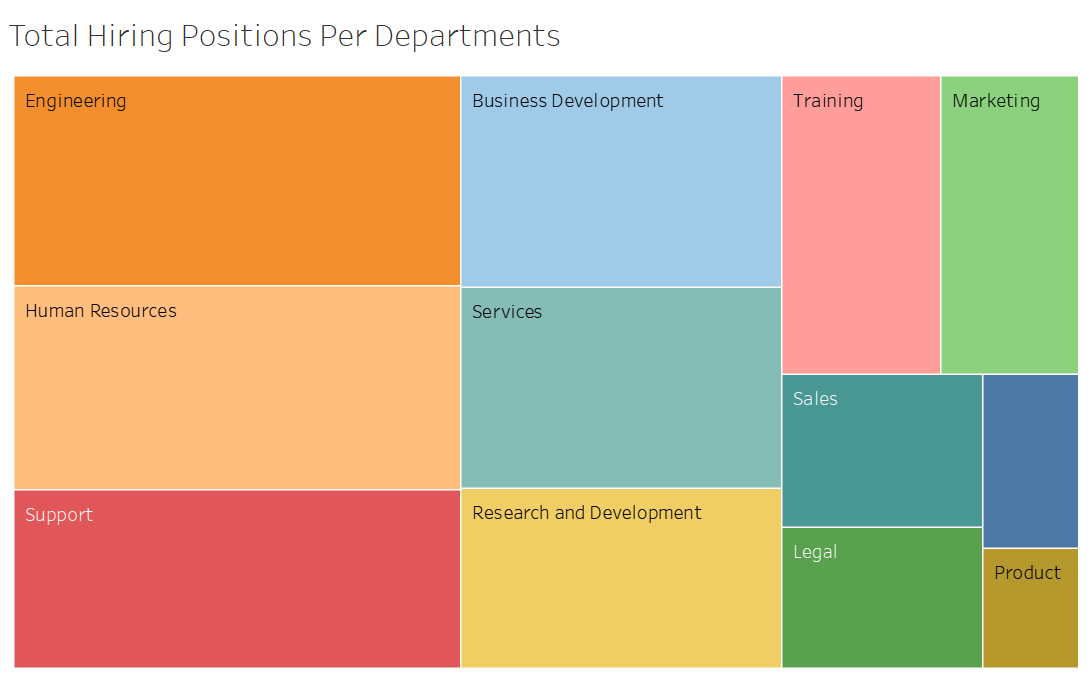 Total Hiring Positions Per Departments
Engineering
Business Development
Training
Marketing
Human Resources
Services
Sales
Support
Research and Development
Legal
Product